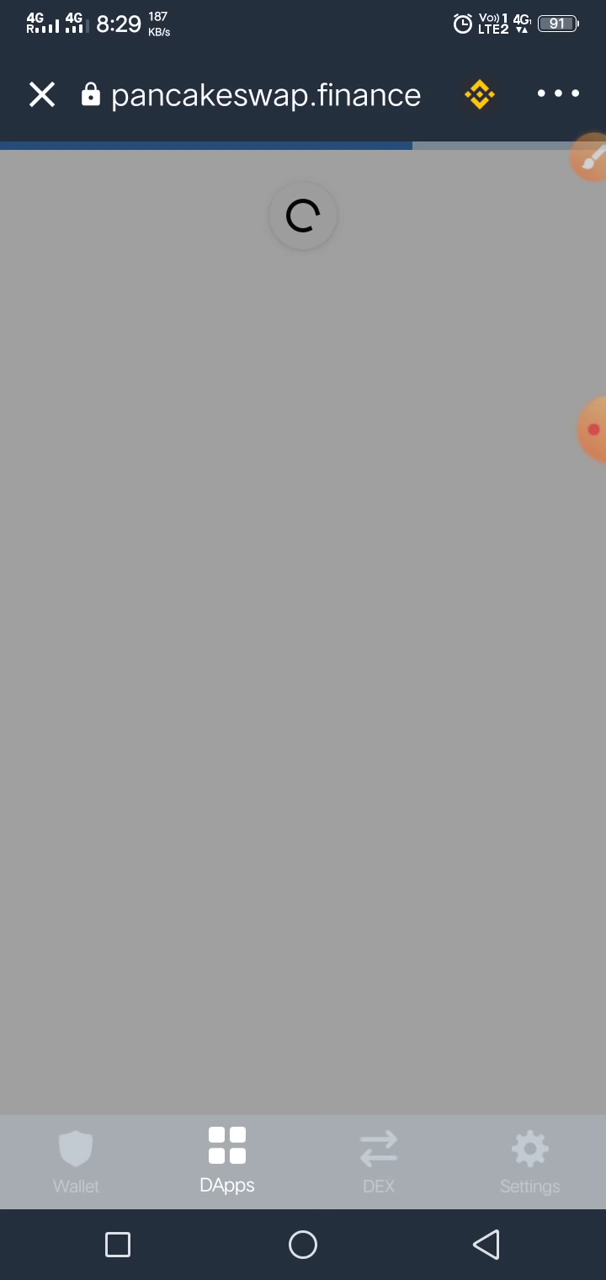 4G 4G 8:29 187 Vo)) 1 4G 91
R KB/s LTE2
pancakeswap.finance
Wallet DApps DEX Settings